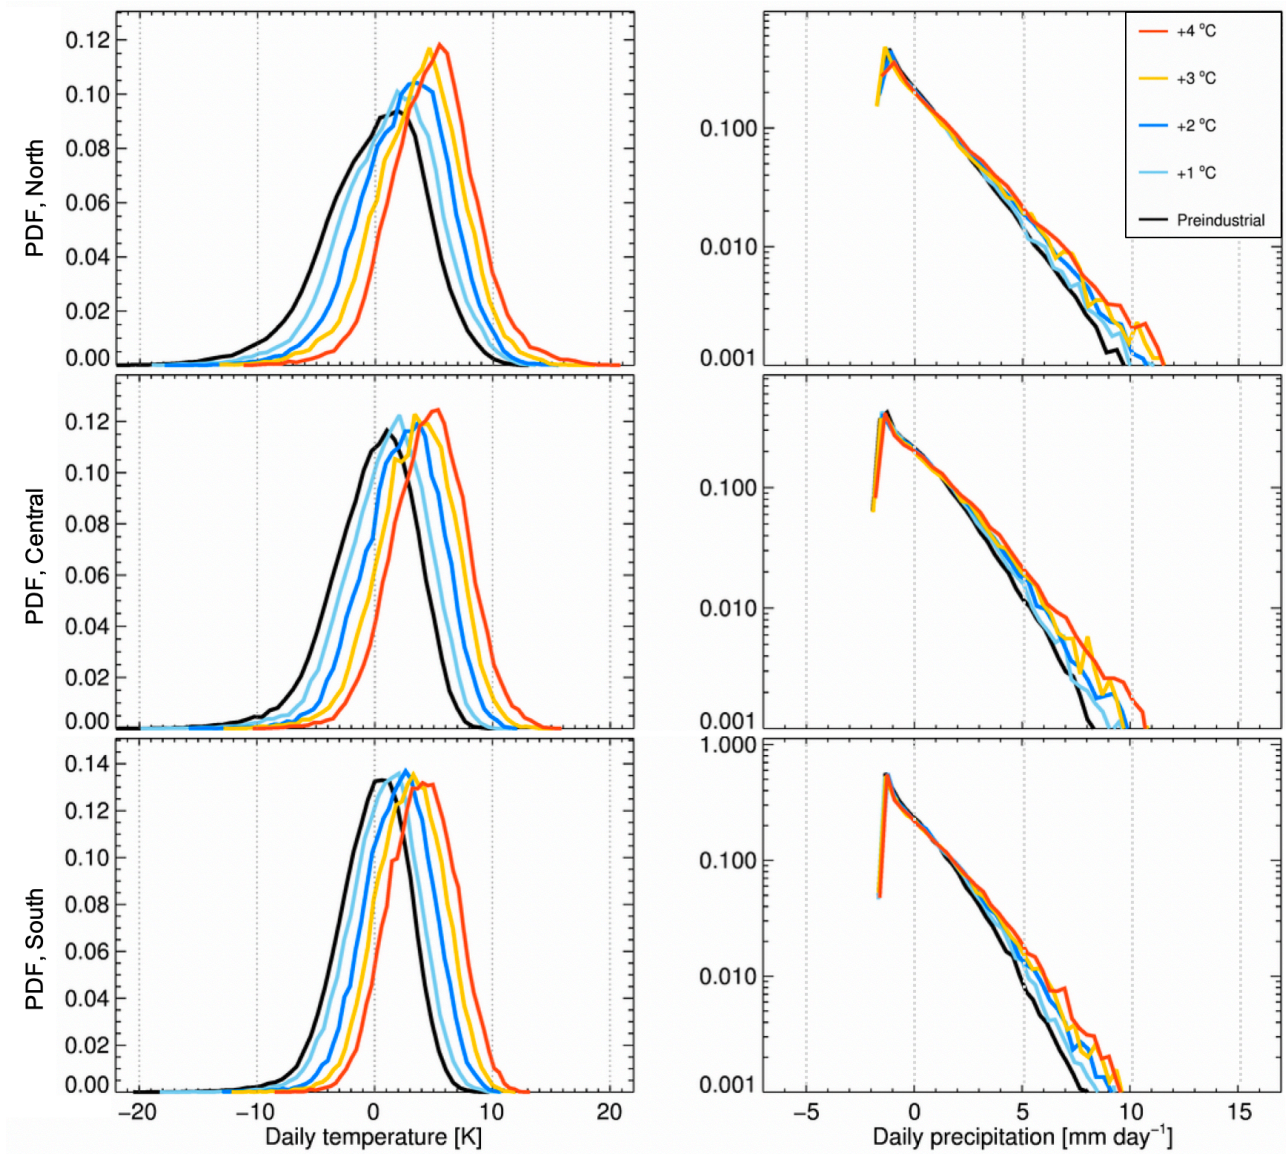 PDF, North
0.12
0.10
0.08
0.06
0.04
0.02
0.00
0.100
0.010
0.001
+4 °C
+3 °C
+2 °C
+1 °C
Preindustrial
PDF, Central
0.12
0.10
0.08
0.06
0.04
0.02
0.00
0.100
0.010
0.001
PDF, South
0.14
0.12
0.10
0.08
0.06
0.04
0.02
0.00
1.000
0.100
0.010
0.001
−20 −10 0 10 20
Daily temperature [K]
−5 0 5 10 15
Daily precipitation [mm day⁻¹]